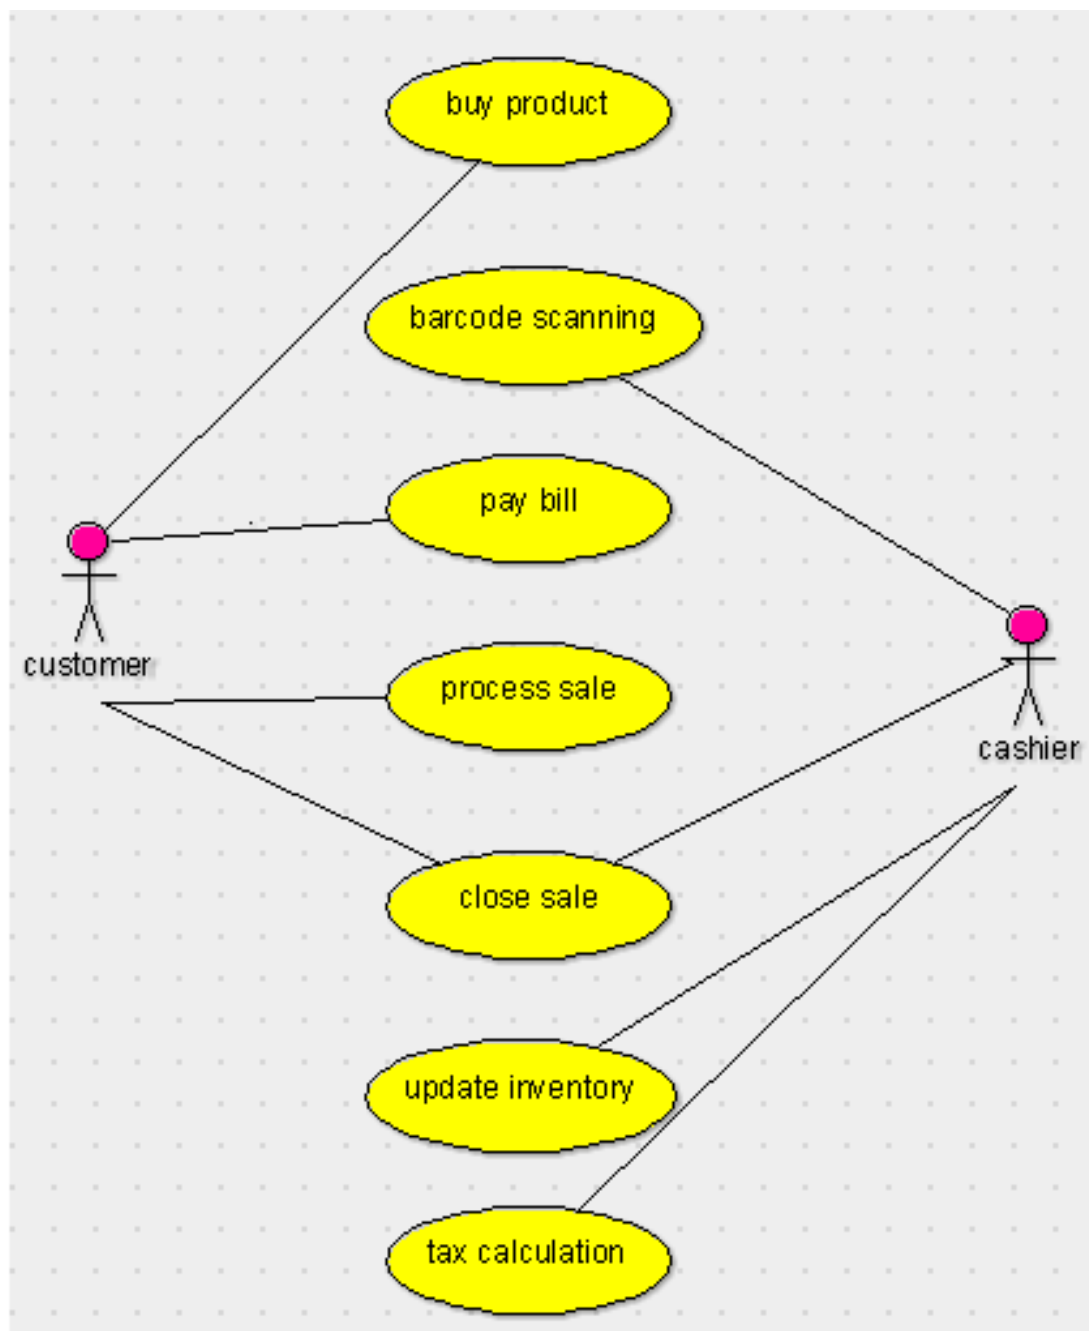 buy product
barcode scanning
pay bill
customer
process sale
cashier
close sale
update inventory
tax calculation